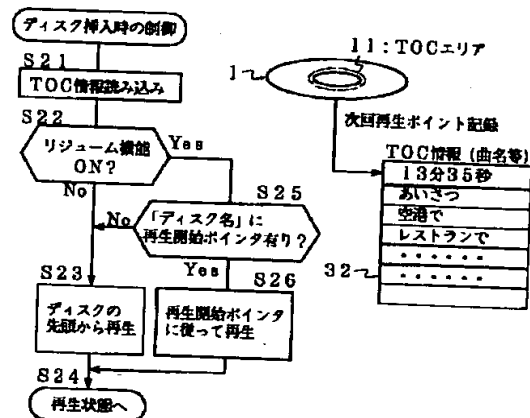 ディスク挿入時の制御
S21
TOC情報読み込み
S22
リジューム機能
ON?
Yes
No
S25
「ディスク名」に
再生開始ポインタ有り?
No
Yes
S23
ディスクの
先頭から再生
S26
再生開始ポインタ
に従って再生
S24
再生状態へ
11:TOCエリア
1
次回再生ポイント記録
TOC情報(曲名等)
13分35秒
あいさつ
空港で
レストランで
・・・・・・
・・・・・・
32